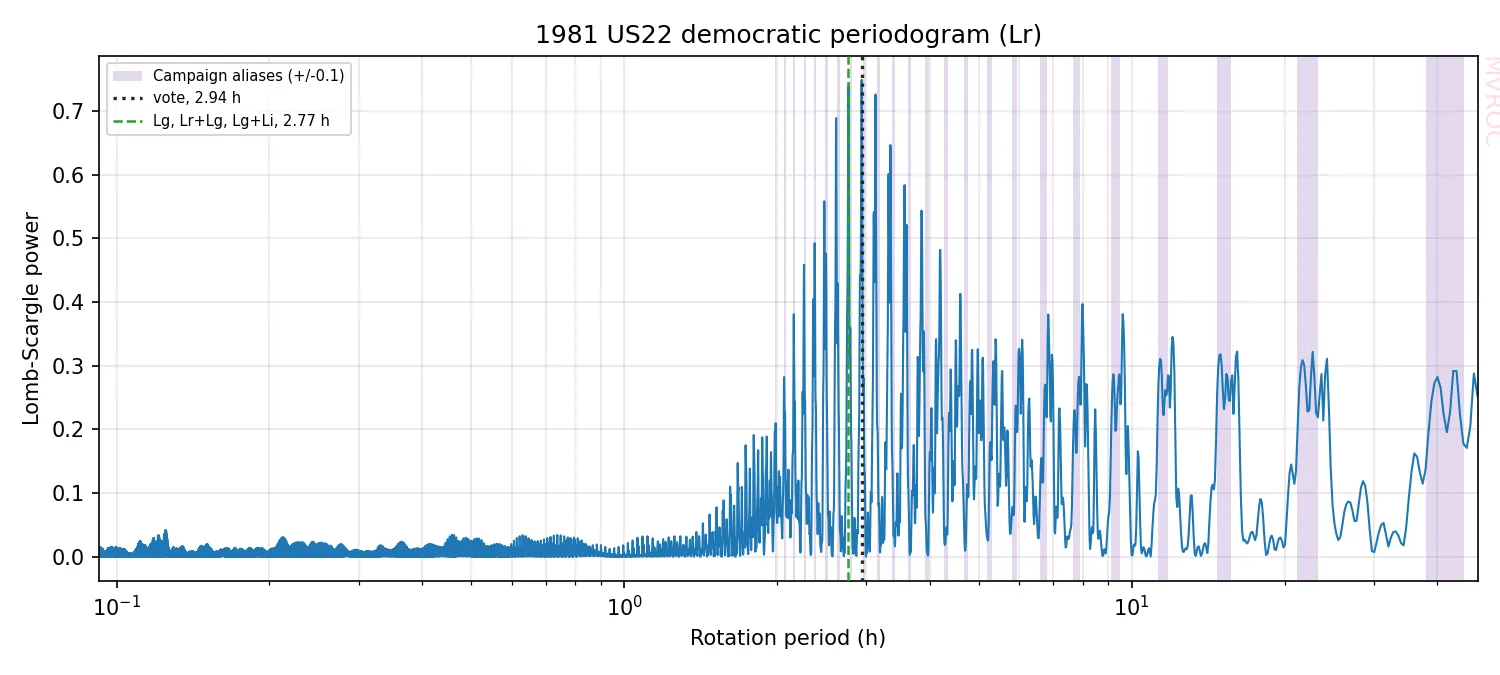 1981 US22 democratic periodogram (Lr)
Campaign aliases (+/-0.1)
vote, 2.94 h
Lg, Lr+Lg, Lg+Li, 2.77 h
Lomb-Scargle power
0.7
0.6
0.5
0.4
0.3
0.2
0.1
0.0
10⁻¹
10⁰
10¹
Rotation period (h)